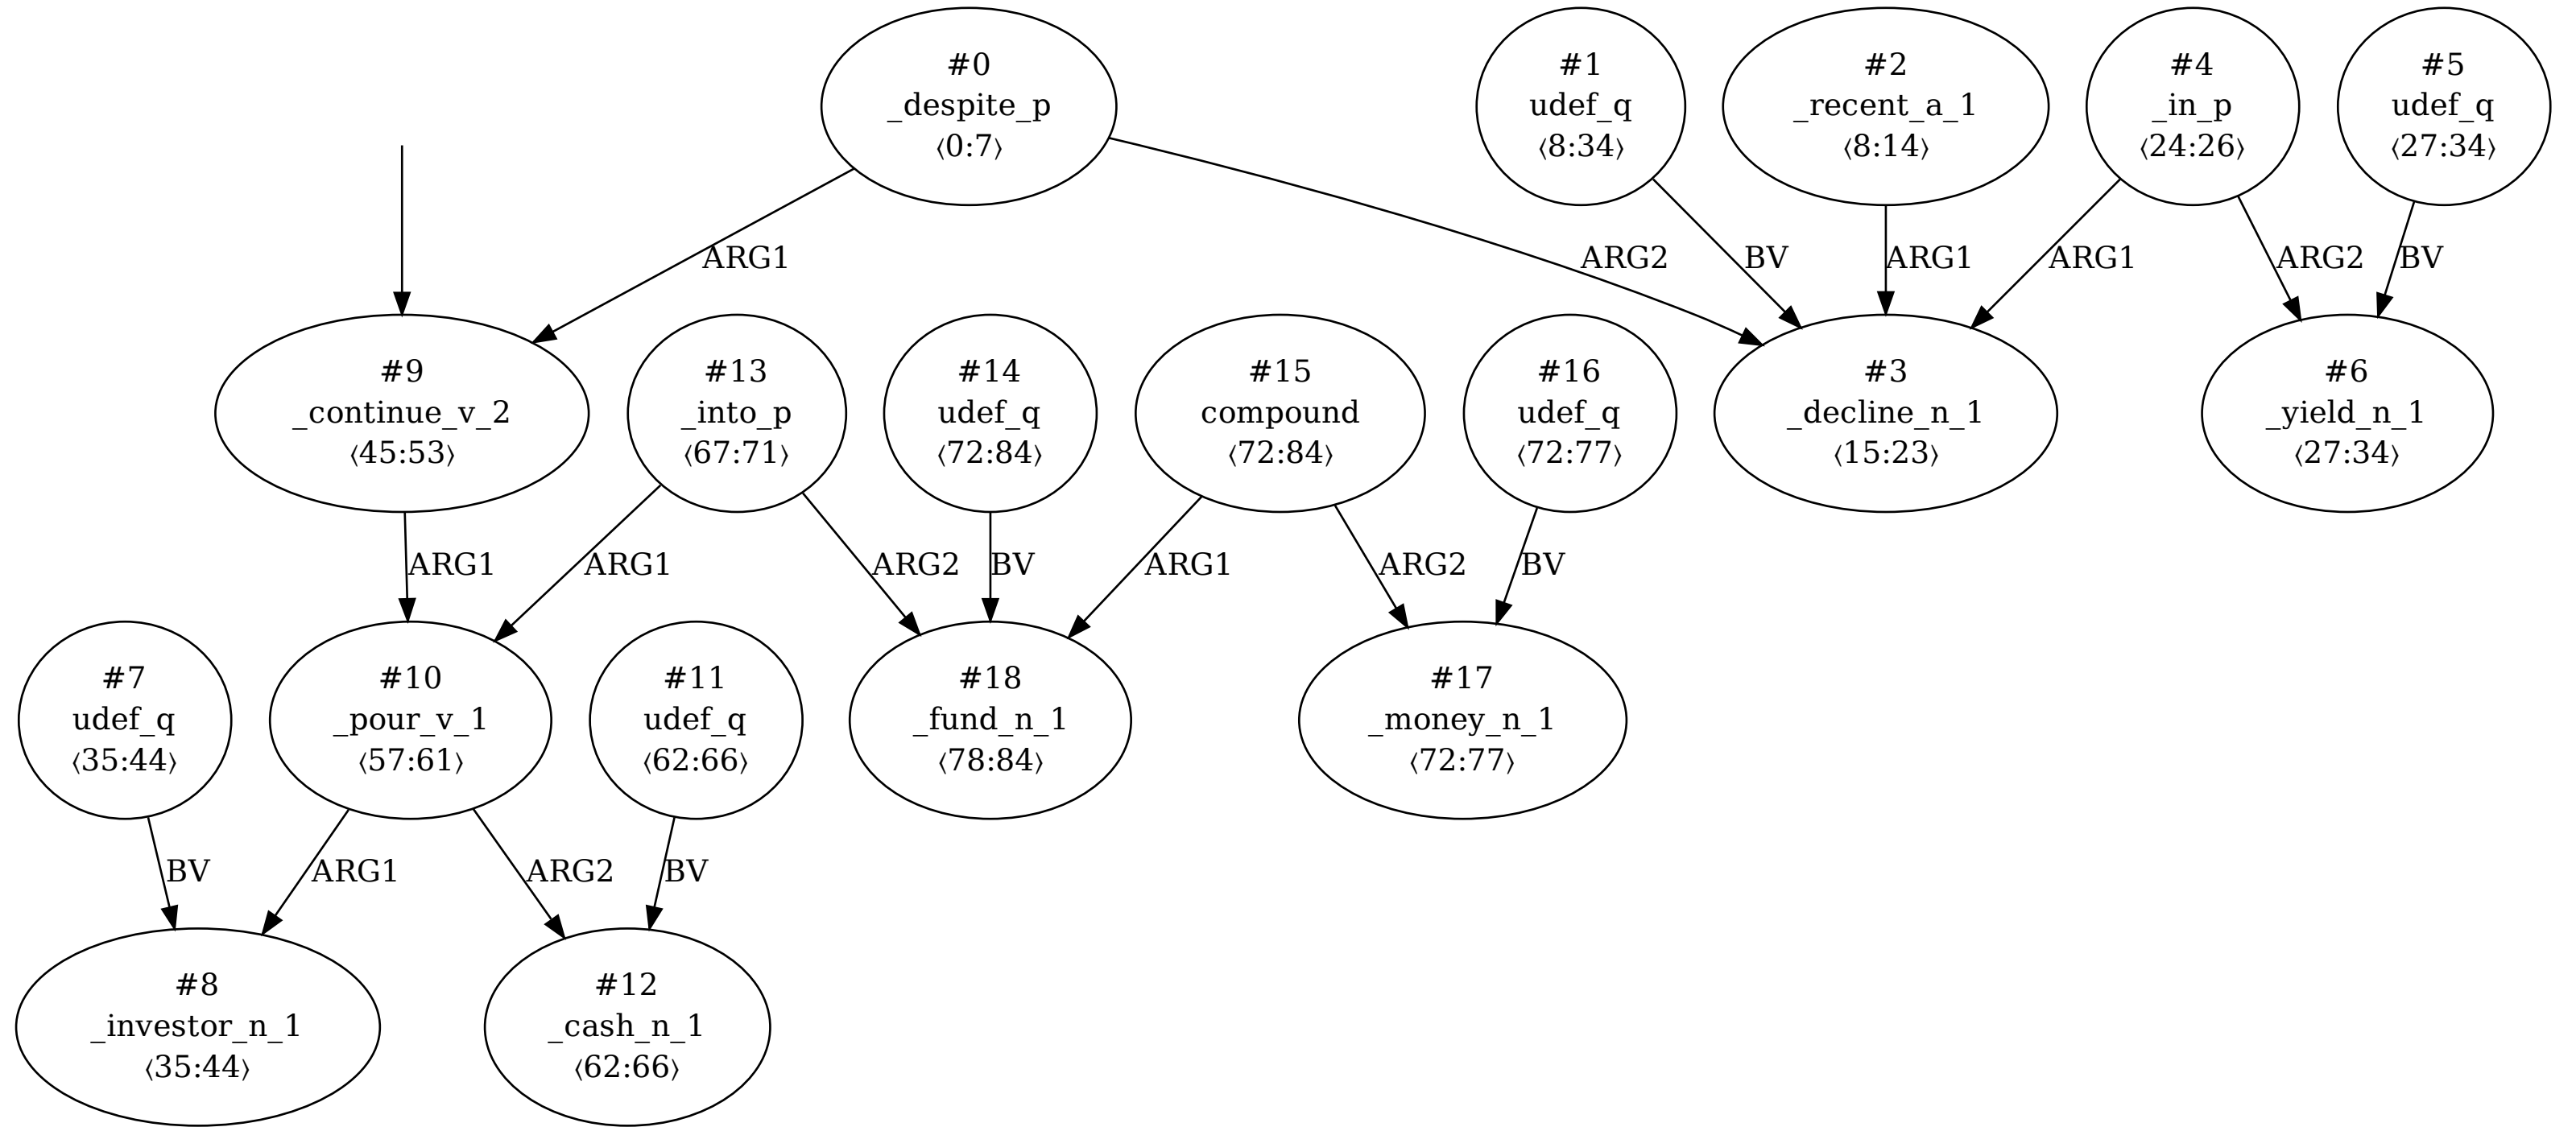 #0
_despite_p
⟨0:7⟩
#1
udef_q
⟨8:34⟩
#2
_recent_a_1
⟨8:14⟩
#4
_in_p
⟨24:26⟩
#5
udef_q
⟨27:34⟩
ARG1
ARG2
BV
ARG1
ARG1
ARG2
BV
#9
_continue_v_2
⟨45:53⟩
#13
_into_p
⟨67:71⟩
#14
udef_q
⟨72:84⟩
#15
compound
⟨72:84⟩
#16
udef_q
⟨72:77⟩
#3
_decline_n_1
⟨15:23⟩
#6
_yield_n_1
⟨27:34⟩
ARG1
ARG1
ARG2
BV
ARG1
ARG2
BV
#7
udef_q
⟨35:44⟩
#10
_pour_v_1
⟨57:61⟩
#11
udef_q
⟨62:66⟩
#18
_fund_n_1
⟨78:84⟩
#17
_money_n_1
⟨72:77⟩
BV
ARG1
ARG2
BV
#8
_investor_n_1
⟨35:44⟩
#12
_cash_n_1
⟨62:66⟩